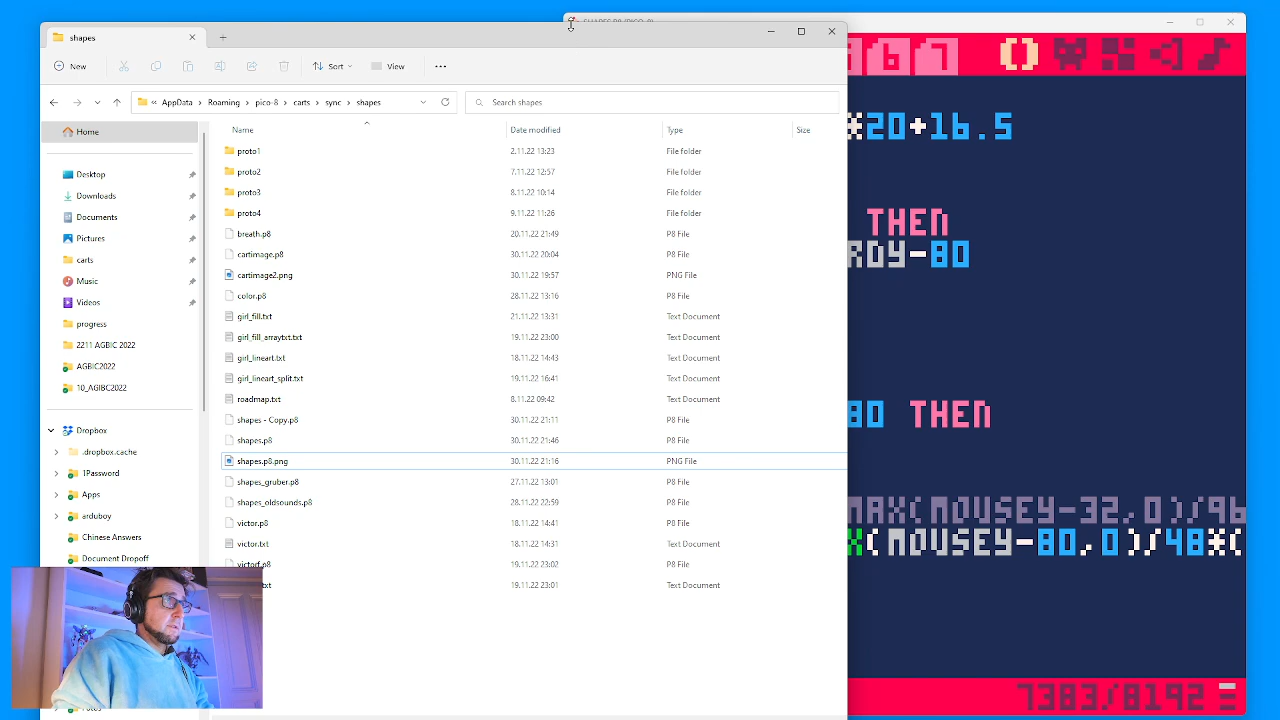 SHAPES.P8 (PICO-8)
shapes
New
Sort
View
« AppData > Roaming > pico-8 > carts > sync > shapes
Search shapes
Home
Desktop
Downloads
Documents
Pictures
carts
Music
Videos
progress
2211 AGBIC 2022
AGBIC2022
10_AGIBC2022
Dropbox
.dropbox.cache
1Password
Apps
arduboy
Chinese Answers
Document Dropoff
Name Date modified Type Size
proto1 2.11.22 13:23 File folder
proto2 7.11.22 12:57 File folder
proto3 8.11.22 10:14 File folder
proto4 9.11.22 11:26 File folder
breath.p8 20.11.22 21:49 P8 File
cartimage.p8 30.11.22 20:04 P8 File
cartimage2.png 30.11.22 19:57 PNG File
color.p8 28.11.22 13:16 P8 File
girl_fill.txt 21.11.22 13:31 Text Document
girl_fill_arraytxt.txt 19.11.22 23:00 Text Document
girl_lineart.txt 18.11.22 14:43 Text Document
girl_lineart_split.txt 19.11.22 16:41 Text Document
roadmap.txt 8.11.22 09:42 Text Document
shapes - Copy.p8 30.11.22 21:11 P8 File
shapes.p8 30.11.22 21:46 P8 File
shapes.p8.png 30.11.22 21:16 PNG File
shapes_gruber.p8 27.11.22 13:01 P8 File
shapes_oldsounds.p8 28.11.22 22:59 P8 File
victor.p8 18.11.22 14:41 P8 File
victor.txt 18.11.22 14:31 Text Document
victorf.p8 19.11.22 23:02 P8 File
.txt 19.11.22 23:01 Text Document
6 7 ()
*20+16.5
THEN
RDY-80
80 THEN
MAX(MOUSEY-32,0)/96
X(MOUSEY-80,0)/48*(
7383/8192